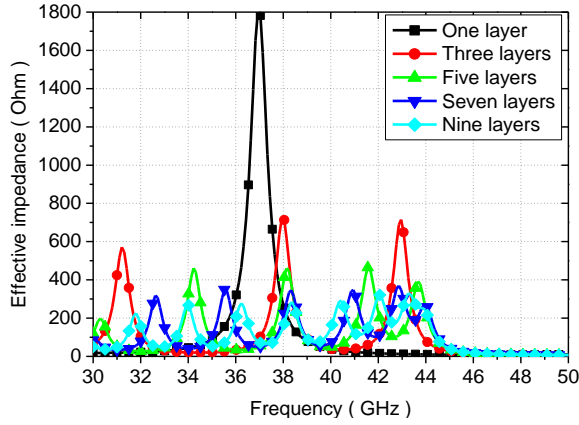 Effective impedance ( Ohm )
1800
1600
1400
1200
1000
800
600
400
200
0
One layer
Three layers
Five layers
Seven layers
Nine layers
30 32 34 36 38 40 42 44 46 48 50
Frequency ( GHz )